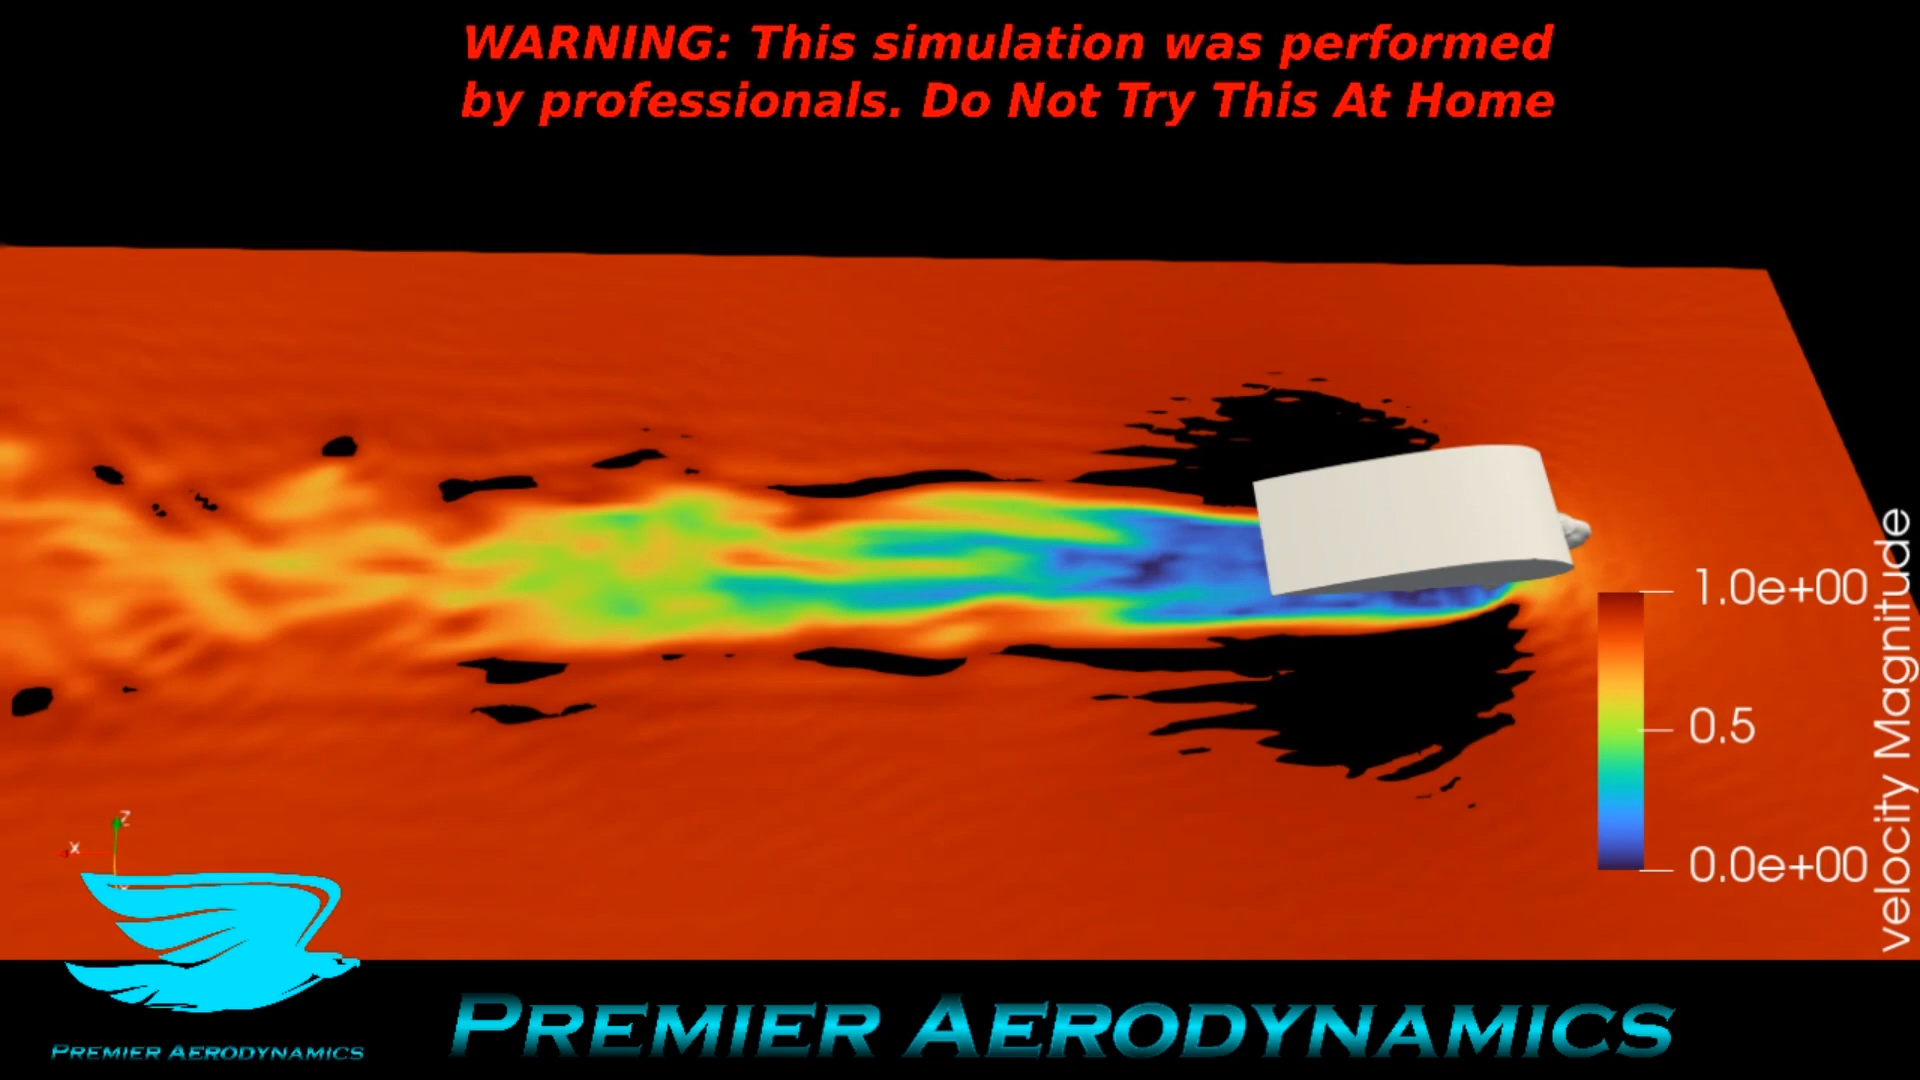 WARNING: This simulation was performed
by professionals. Do Not Try This At Home
1.0e+00
0.5
0.0e+00
velocity Magnitude
Z
X
PREMIER AERODYNAMICS
PREMIER AERODYNAMICS